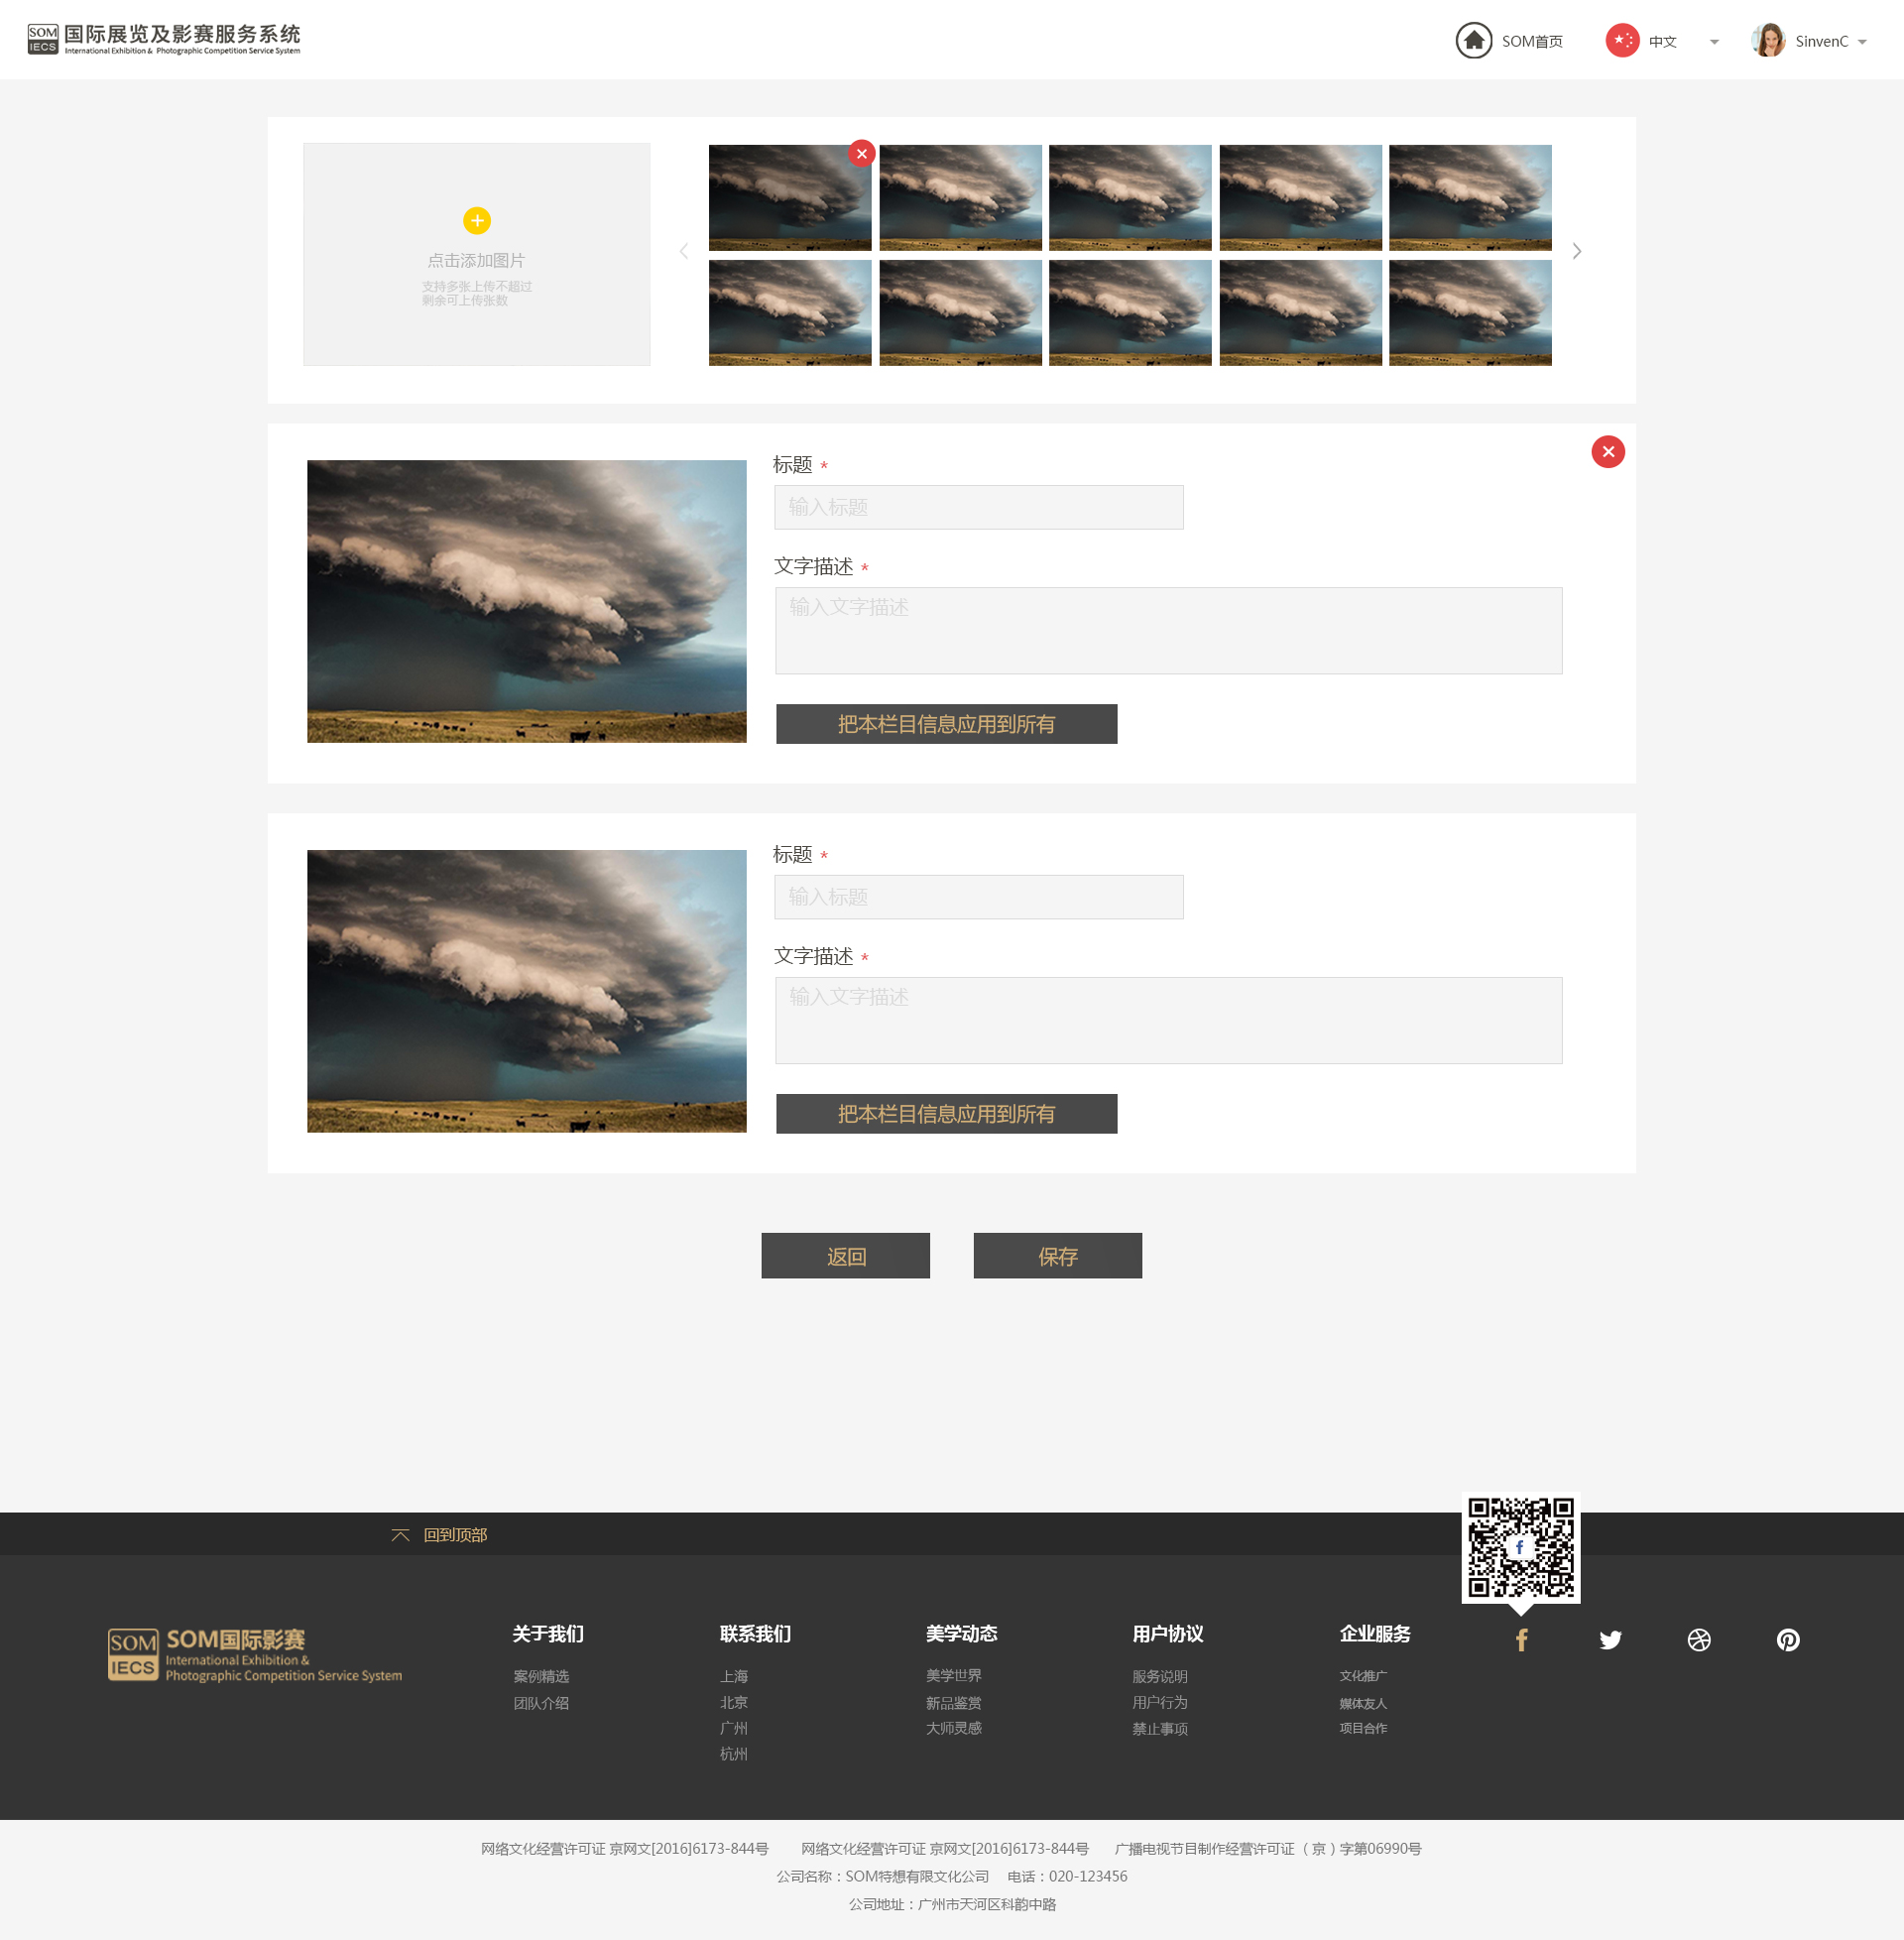 SOM IECS 国际展览及影赛服务系统
International Exhibition & Photographic Competition Service System
SOM首页
中文
SinvenC
点击添加图片
支持多张上传不超过
剩余可上传张数
标题 *
输入标题
文字描述 *
输入文字描述
把本栏目信息应用到所有
标题 *
输入标题
文字描述 *
输入文字描述
把本栏目信息应用到所有
返回
保存
回到顶部
SOM IECS SOM国际影赛
International Exhibition &
Photographic Competition Service System
关于我们
案例精选
团队介绍
联系我们
上海
北京
广州
杭州
美学动态
美学世界
新品鉴赏
大师灵感
用户协议
服务说明
用户行为
禁止事项
企业服务
文化推广
媒体友人
项目合作
网络文化经营许可证 京网文[2016]6173-844号 网络文化经营许可证 京网文[2016]6173-844号 广播电视节目制作经营许可证（京）字第06990号
公司名称：SOM特想有限文化公司 电话：020-123456
公司地址：广州市天河区科韵中路